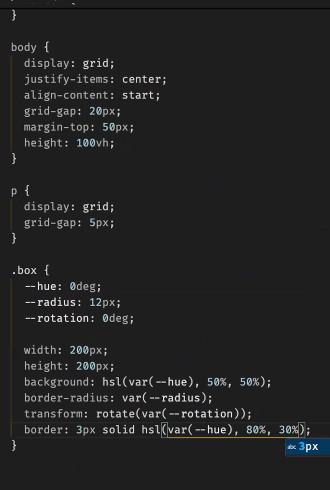 }
body {
display: grid;
justify-items: center;
align-content: start;
grid-gap: 20px;
margin-top: 50px;
height: 100vh;
}
p {
display: grid;
grid-gap: 5px;
}
.box {
--hue: 0deg;
--radius: 12px;
--rotation: 0deg;
width: 200px;
height: 200px;
background: hsl(var(--hue), 50%, 50%);
border-radius: var(--radius);
transform: rotate(var(--rotation));
border: 3px solid hsl(var(--hue), 80%, 30%);
abc 3px
}